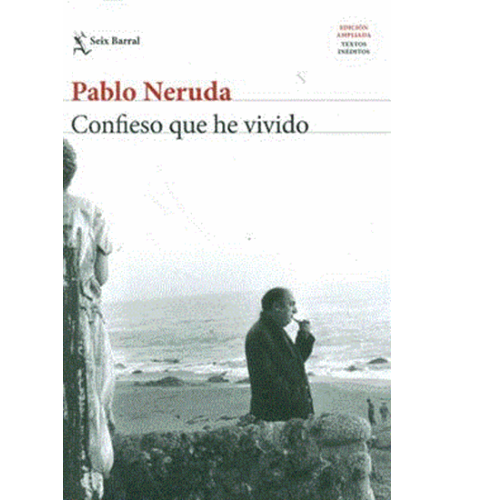 Seix Barral
EDICIÓN
AMPLIADA
TEXTOS
INÉDITOS
Pablo Neruda
Confieso que he vivido